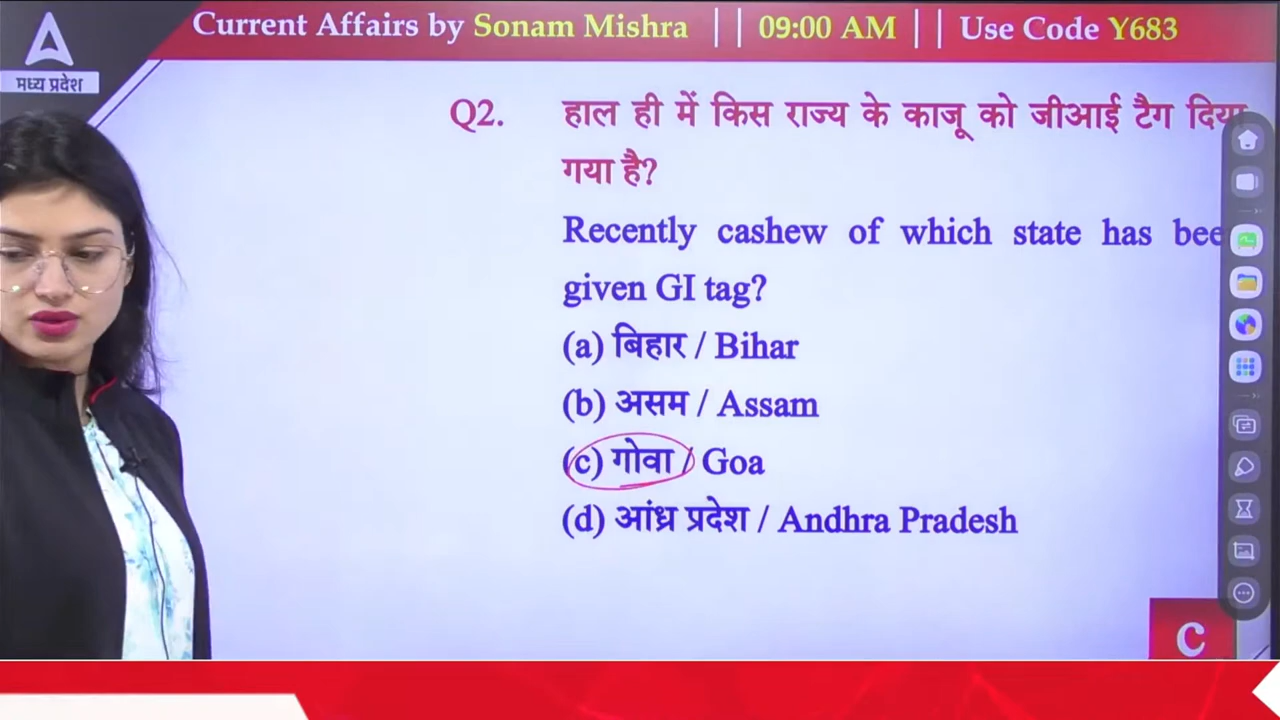 Current Affairs by Sonam Mishra || 09:00 AM || Use Code Y683
मध्य प्रदेश
Q2. हाल ही में किस राज्य के काजू को जीआई टैग दिया
गया है?
Recently cashew of which state has bee
given GI tag?
(a) बिहार / Bihar
(b) असम / Assam
(c) गोवा / Goa
(d) आंध्र प्रदेश / Andhra Pradesh
C